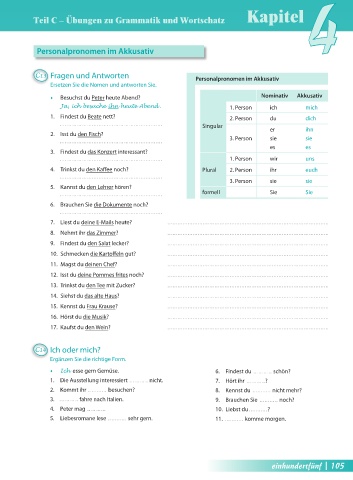 Teil C – Übungen zu Grammatik und Wortschatz Kapitel 4
Personalpronomen im Akkusativ
Fragen und Antworten
Ersetzen Sie die Nomen und antworten Sie.
• Besuchst du Peter heute Abend?
Ja, ich besuche ihn heute Abend.
1. Findest du Beate nett?
2. Isst du den Fisch?
3. Findest du das Konzert interessant?
4. Trinkst du den Kaffee noch?
5. Kannst du den Lehrer hören?
6. Brauchen Sie die Dokumente noch?
Personalpronomen im Akkusativ
Nominativ Akkusativ
Singular
1. Person ich mich
2. Person du dich
3. Person
er ihn
sie sie
es es
Plural
1. Person wir uns
2. Person ihr euch
3. Person sie sie
formell Sie Sie
7. Liest du deine E-Mails heute?
8. Nehmt ihr das Zimmer?
9. Findest du den Salat lecker?
10. Schmecken die Kartoffeln gut?
11. Magst du deinen Chef?
12. Isst du deine Pommes frites noch?
13. Trinkst du den Tee mit Zucker?
14. Siehst du das alte Haus?
15. Kennst du Frau Krause?
16. Hörst du die Musik?
17. Kaufst du den Wein?
Ich oder mich?
Ergänzen Sie die richtige Form.
• Ich esse gern Gemüse.
1. Die Ausstellung interessiert ............ nicht.
2. Kommt ihr ............ besuchen?
3. ............ fahre nach Italien.
4. Peter mag ............
5. Liebesromane lese ............ sehr gern.
6. Findest du ............ schön?
7. Hört ihr ............?
8. Kennst du ............ nicht mehr?
9. Brauchen Sie ............ noch?
10. Liebst du ............?
11. ............ komme morgen.
einhundertfünf | 105